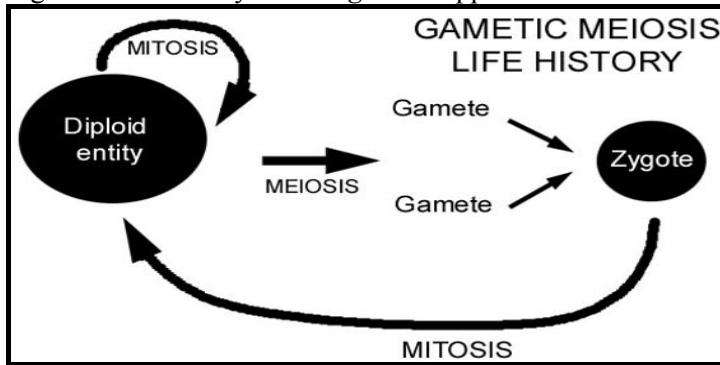 GAMETIC MEIOSIS
LIFE HISTORY
MITOSIS
Diploid
entity
MEIOSIS
Gamete
Gamete
Zygote
MITOSIS